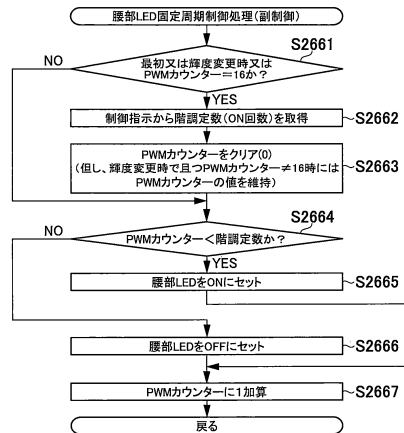 腰部LED固定周期制御処理(副制御)
S2661
最初又は輝度変更時又は
PWMカウンター=16か?
NO
YES
制御指示から階調定数(ON回数)を取得
S2662
PWMカウンターをクリア(0)
(但し、輝度変更時で且つPWMカウンター≠16時には
PWMカウンターの値を維持)
S2663
S2664
NO
PWMカウンター<階調定数か?
YES
腰部LEDをONにセット
S2665
腰部LEDをOFFにセット
S2666
PWMカウンターに1加算
S2667
戻る